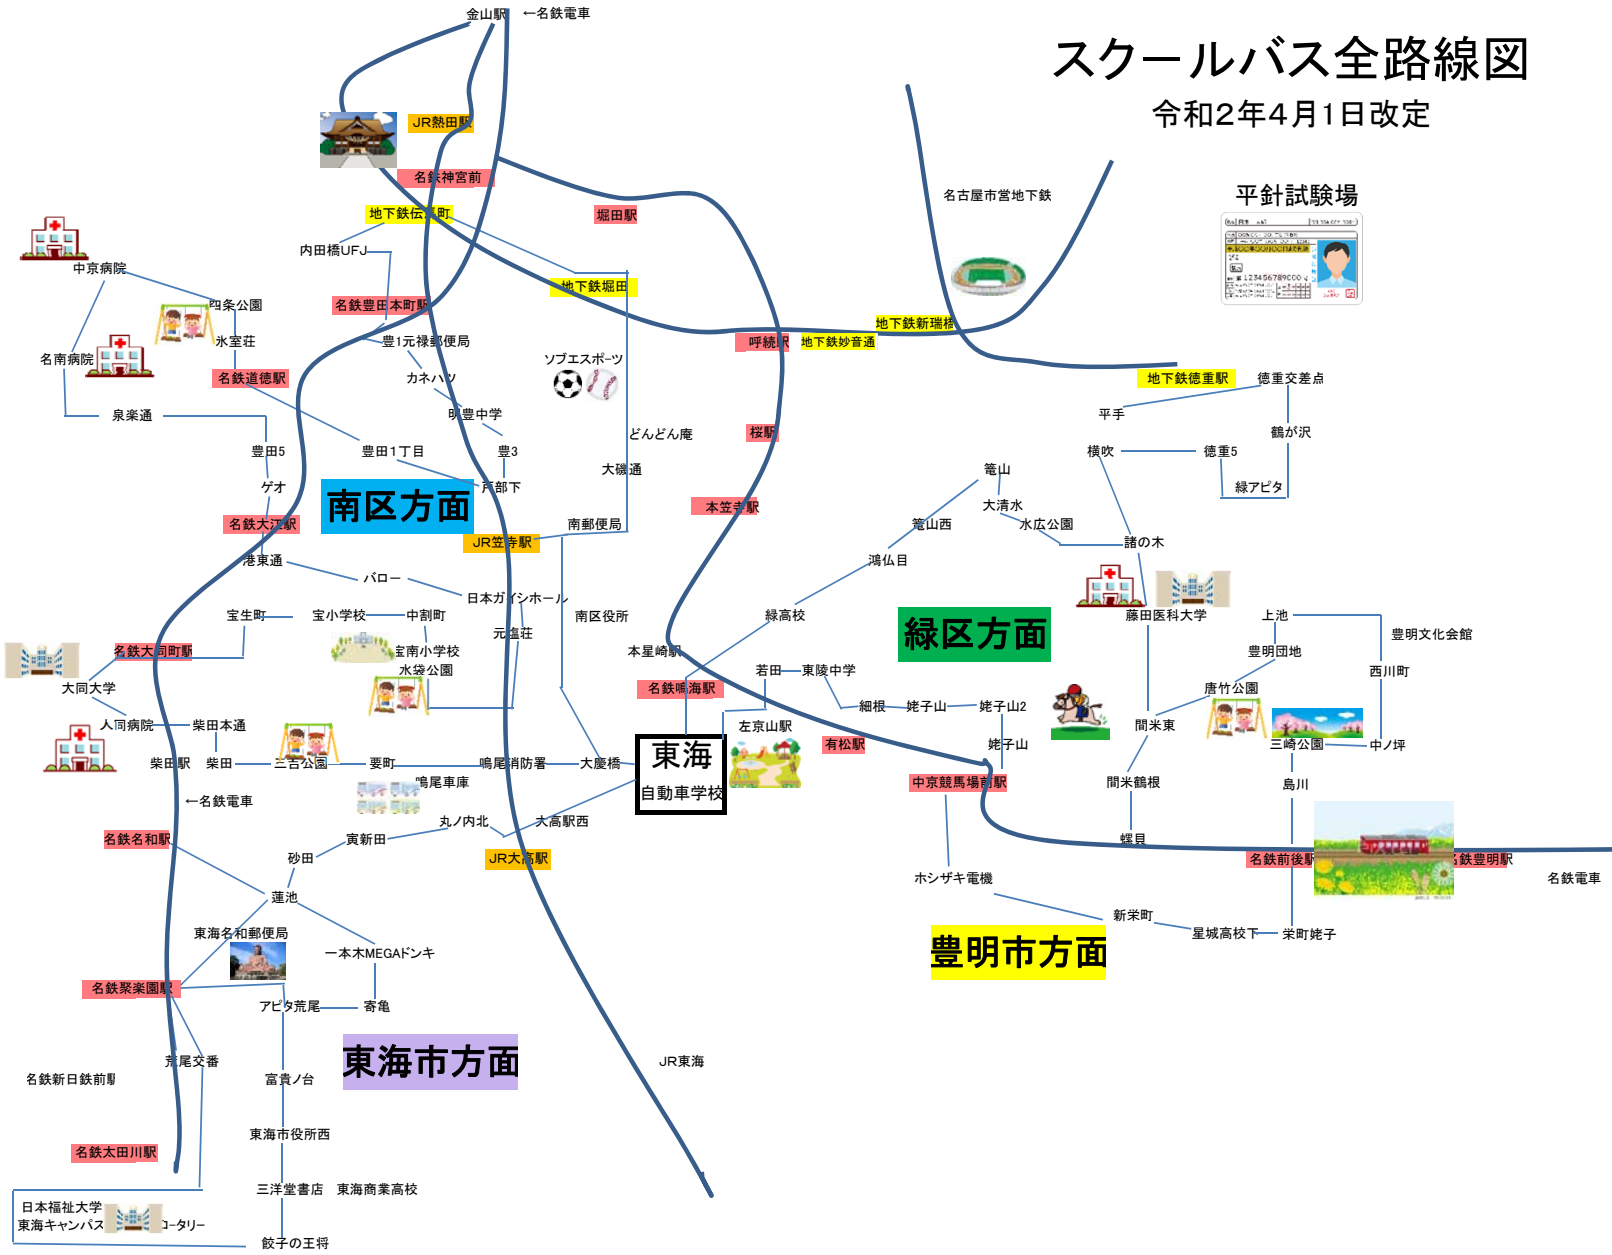 スクールバス全路線図
令和2年4月1日改定
金山駅
←名鉄電車
JR熱田駅
名鉄神宮前
地下鉄伝馬町
堀田駅
名古屋市営地下鉄
平針試験場
内田橋UFJ
中京病院
地下鉄堀田
四条公園
名鉄豊田本町駅
地下鉄新瑞橋
氷室荘
豊1元禄郵便局
呼続駅
地下鉄妙音通
名南病院
ソブエスポーツ
名鉄道徳駅
カネハツ
地下鉄徳重駅
徳重交差点
泉楽通
明豊中学
平手
どんどん庵
桜駅
鶴が沢
豊田5
豊田1丁目
豊3
横吹
徳重5
大磯通
篭山
ゲオ
戸部下
緑アピタ
南区方面
本笠寺駅
大清水
名鉄大江駅
南郵便局
篭山西
水広公園
JR笠寺駅
諸の木
港東通
鴻仏目
バロー
日本ガイシホール
宝生町
宝小学校
中割町
南区役所
緑高校
藤田医科大学
上池
元塩荘
緑区方面
豊明文化会館
名鉄大同町駅
宝南小学校
本星崎駅
豊明団地
水袋公園
若田
東陵中学
西川町
大同大学
名鉄鳴海駅
唐竹公園
細根
姥子山
姥子山2
大同病院
柴田本通
左京山駅
間米東
有松駅
姥子山
三崎公園
中ノ坪
柴田駅
柴田
三吉公園
要町
鳴尾消防署
大慶橋
東海
自動車学校
鳴尾車庫
中京競馬場前駅
間米鶴根
島川
←名鉄電車
丸ノ内北
大高駅西
名鉄名和駅
寅新田
螺貝
砂田
JR大高駅
名鉄前後駅
名鉄豊明駅
ホシザキ電機
名鉄電車
蓮池
新栄町
東海名和郵便局
星城高校下
栄町姥子
一本木MEGAドンキ
豊明市方面
名鉄聚楽園駅
アピタ荒尾
寄亀
東海市方面
荒尾交番
JR東海
名鉄新日鉄前駅
富貴ノ台
東海市役所西
名鉄太田川駅
三洋堂書店
東海商業高校
日本福祉大学
東海キャンパス
ロータリー
餃子の王将